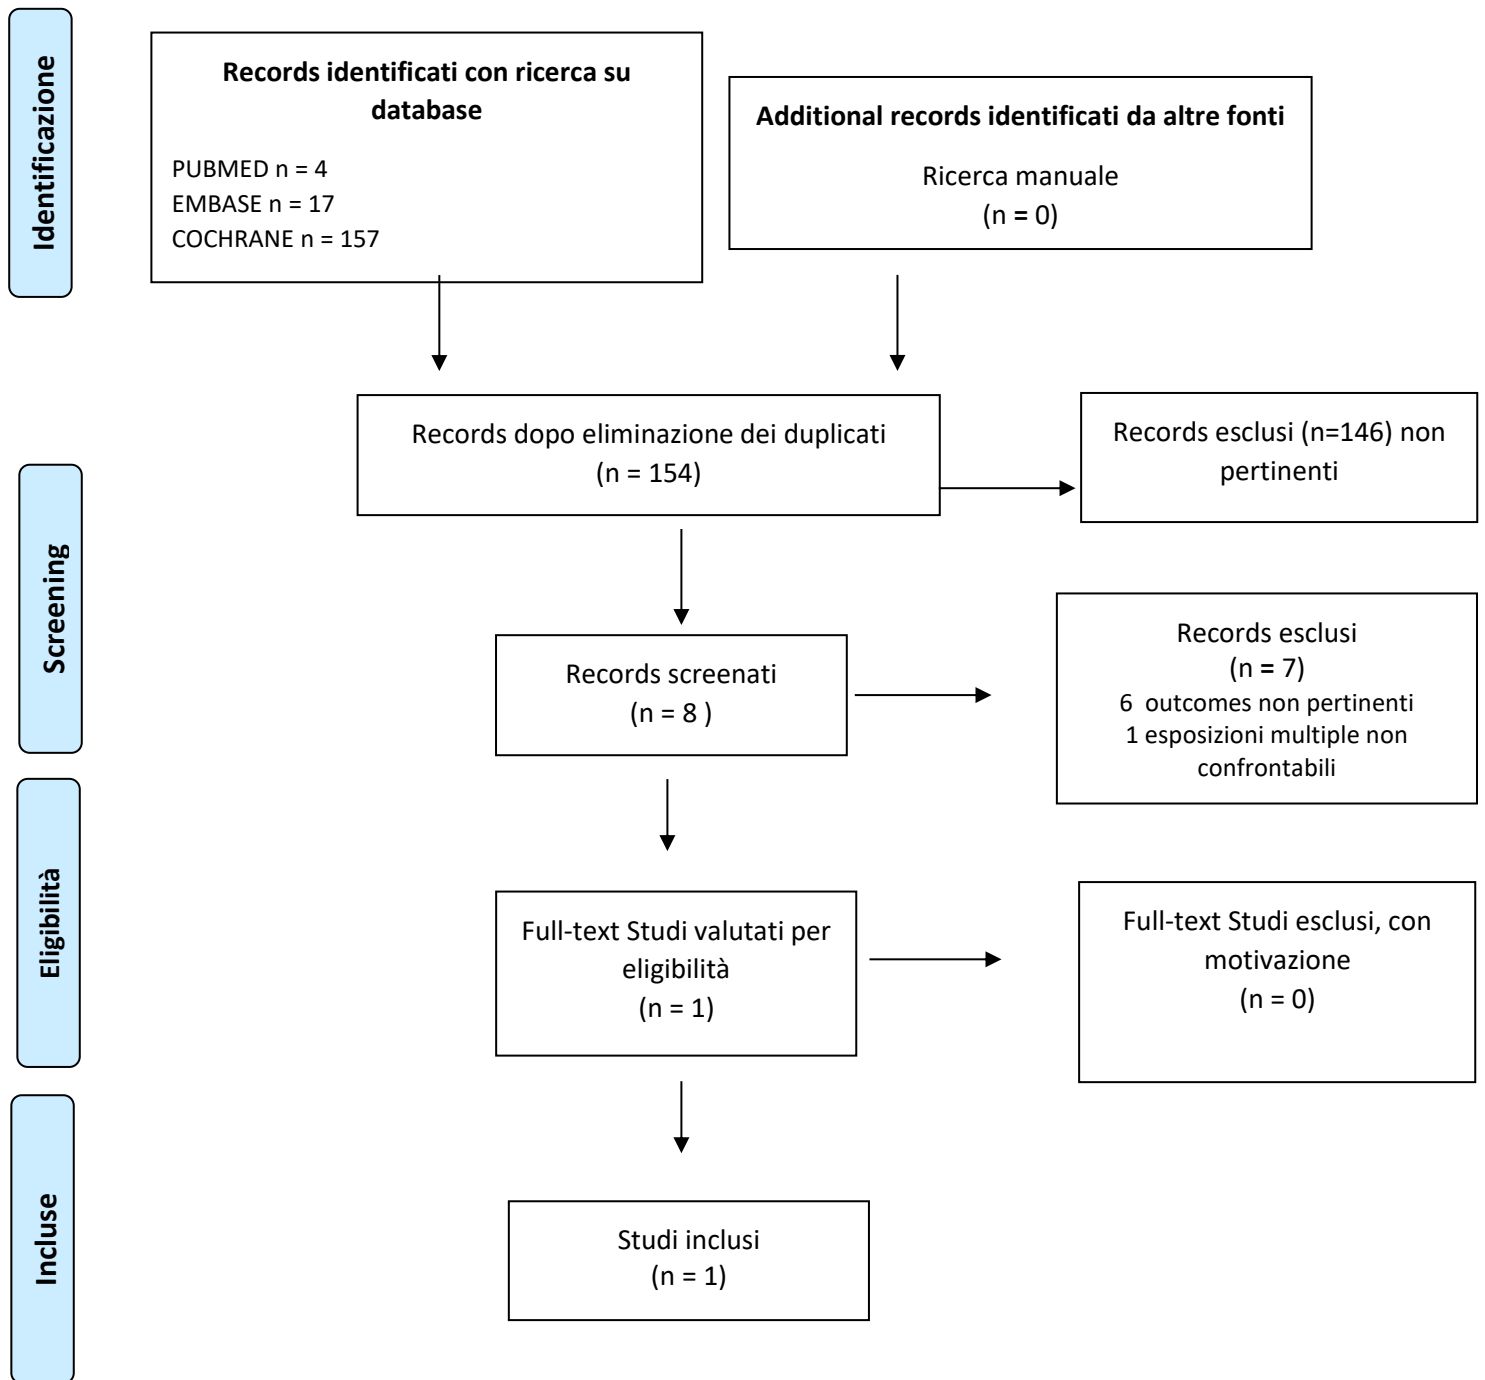 Identificazione
Records identificati con ricerca su
database
PUBMED n = 4
EMBASE n = 17
COCHRANE n = 157
Additional records identificati da altre fonti
Ricerca manuale
(n = 0)
Screening
Records dopo eliminazione dei duplicati
(n = 154)
Records esclusi (n=146) non
pertinenti
Records screenati
(n = 8 )
Records esclusi
(n = 7)
6  outcomes non pertinenti
1 esposizioni multiple non
confrontabili
Eligibilità
Full-text Studi valutati per
eligibilità
(n = 1)
Full-text Studi esclusi, con
motivazione
(n = 0)
Incluse
Studi inclusi
(n = 1)